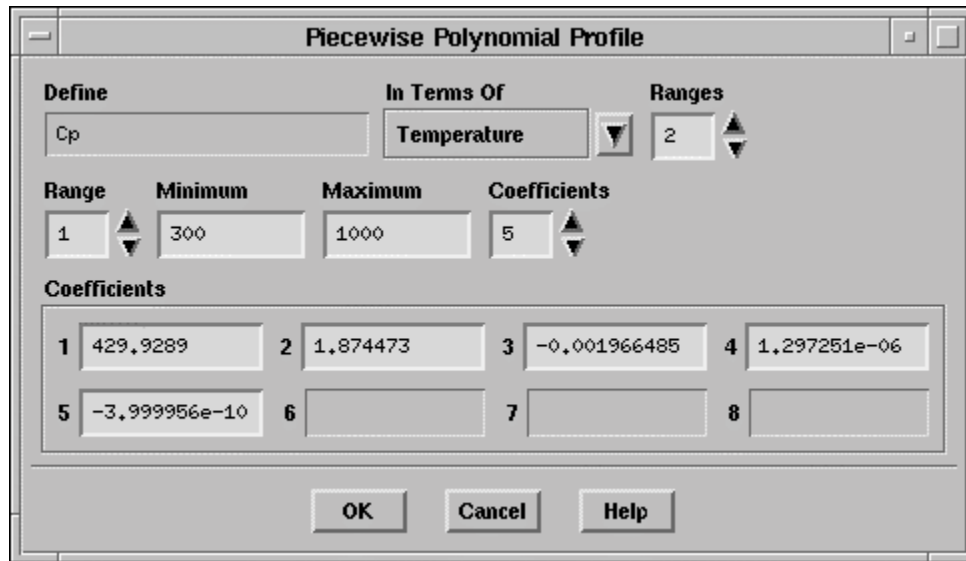 Piecewise Polynomial Profile
Define In Terms Of Ranges
Cp Temperature 2
Range Minimum Maximum Coefficients
1 300 1000 5
Coefficients
1 429.9289 2 1.874473 3 -0.001966485 4 1.297251e-06
5 -3.999956e-10 6 7 8
OK Cancel Help